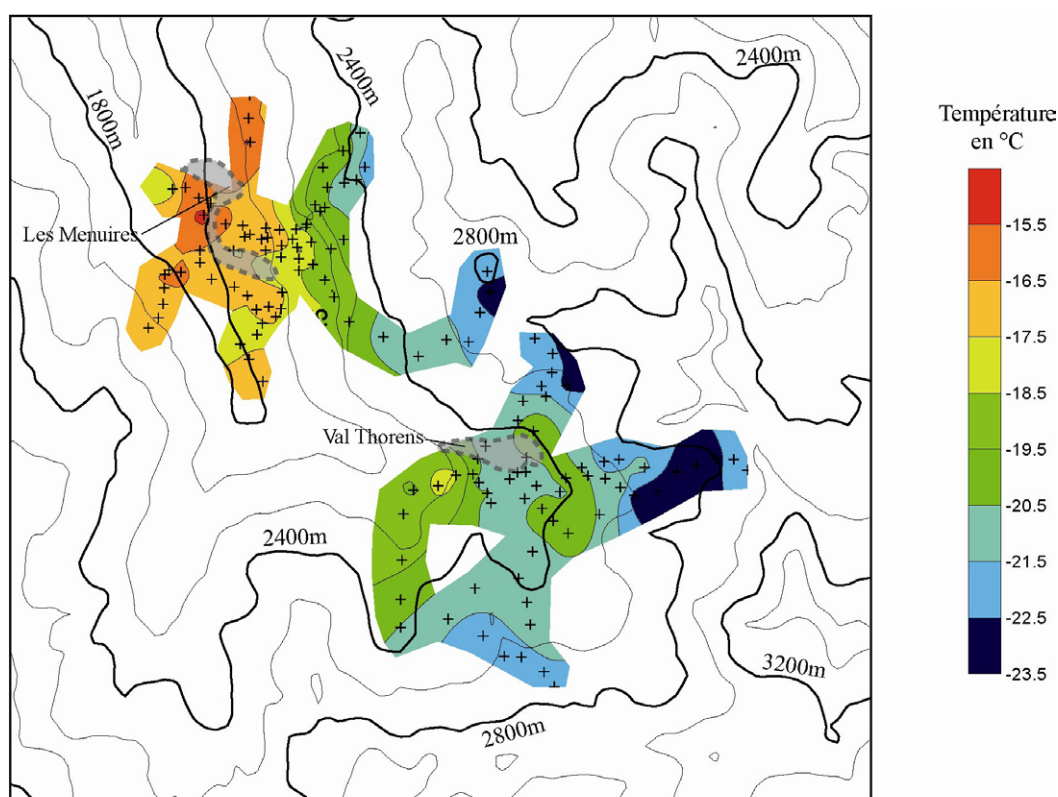 2400m
2400m
1800m
Température
en °C
Les Menuires
2800m
-15.5
-16.5
-17.5
-18.5
Val Thorens
-19.5
2400m
-20.5
-21.5
-22.5
3200m
-23.5
2800m